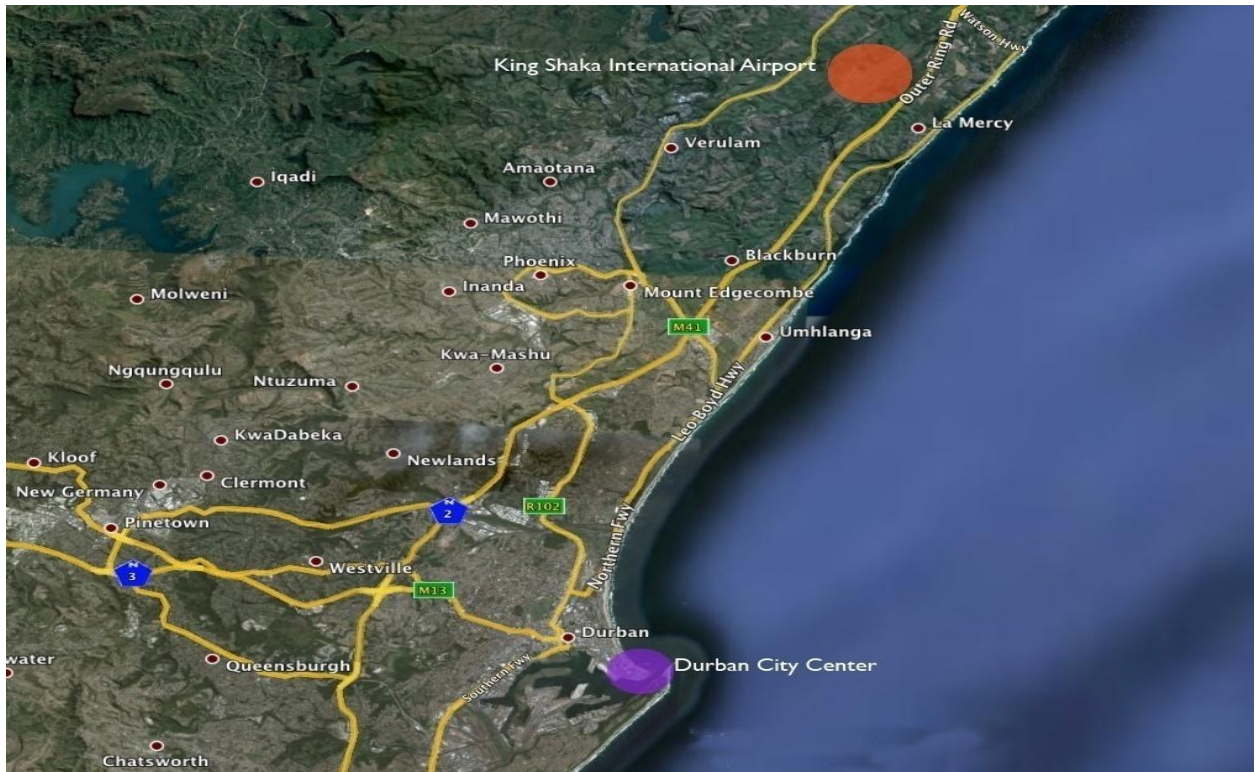 Watson Hwy
King Shaka International Airport
Outer Ring Rd
La Mercy
Verulam
Amaotana
Iqadi
Mawothi
Blackburn
Phoenix
Inanda
Mount Edgecombe
Molweni
M41
Umhlanga
Kwa-Mashu
Ngqungqulu
Ntuzuma
Leo Boyd Hwy
KwaDabeka
Kloof
Newlands
Clermont
New Germany
R102
N
2
Pinetown
Northern Fwy
Westville
N
3
M13
Durban
water
Queensburgh
Southern Fwy
Durban City Center
Chatsworth